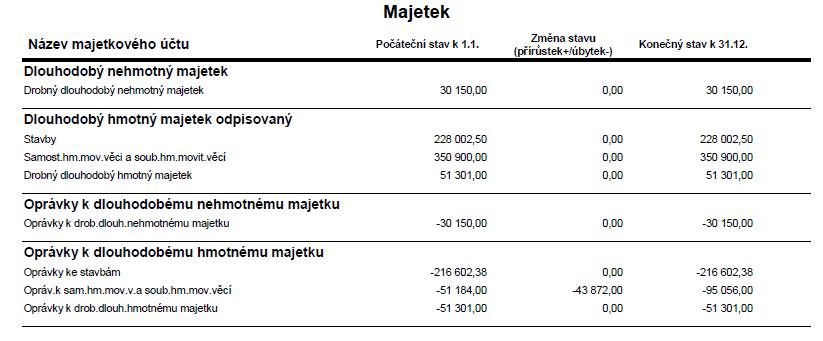 Majetek
Název majetkového účtu Počáteční stav k 1.1. Změna stavu (přírůstek+/úbytek-) Konečný stav k 31.12.
Dlouhodobý nehmotný majetek
Drobný dlouhodobý nehmotný majetek 30 150,00 0,00 30 150,00
Dlouhodobý hmotný majetek odpisovaný
Stavby 228 002,50 0,00 228 002,50
Samost.hm.mov.věci a soub.hm.movit.věcí 350 900,00 0,00 350 900,00
Drobný dlouhodobý hmotný majetek 51 301,00 0,00 51 301,00
Oprávky k dlouhodobému nehmotnému majetku
Oprávky k drob.dlouh.nehmotnému majetku -30 150,00 0,00 -30 150,00
Oprávky k dlouhodobému hmotnému majetku
Oprávky ke stavbám -216 602,38 0,00 -216 602,38
Opráv.k sam.hm.mov.v.a soub.hm.mov.věcí -51 184,00 -43 872,00 -95 056,00
Oprávky k drob.dlouh.hmotnému majetku -51 301,00 0,00 -51 301,00